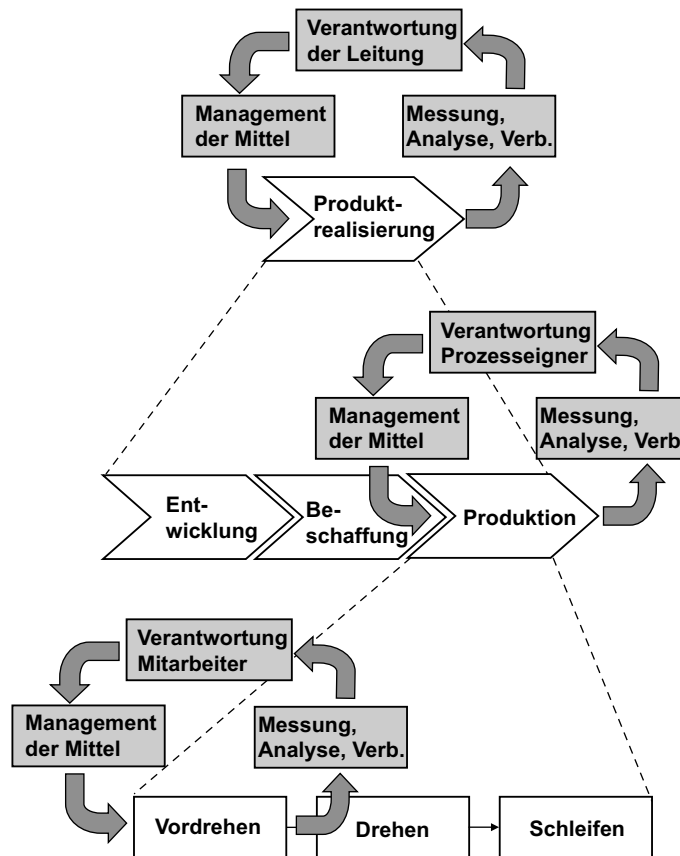 Verantwortung
der Leitung
Management
der Mittel
Messung,
Analyse, Verb.
Produkt-
realisierung
Verantwortung
Prozesseigner
Management
der Mittel
Messung,
Analyse, Verb
Ent-
wicklung
Be-
schaffung
Produktion
Verantwortung
Mitarbeiter
Management
der Mittel
Messung,
Analyse, Verb.
Vordrehen
Drehen
Schleifen